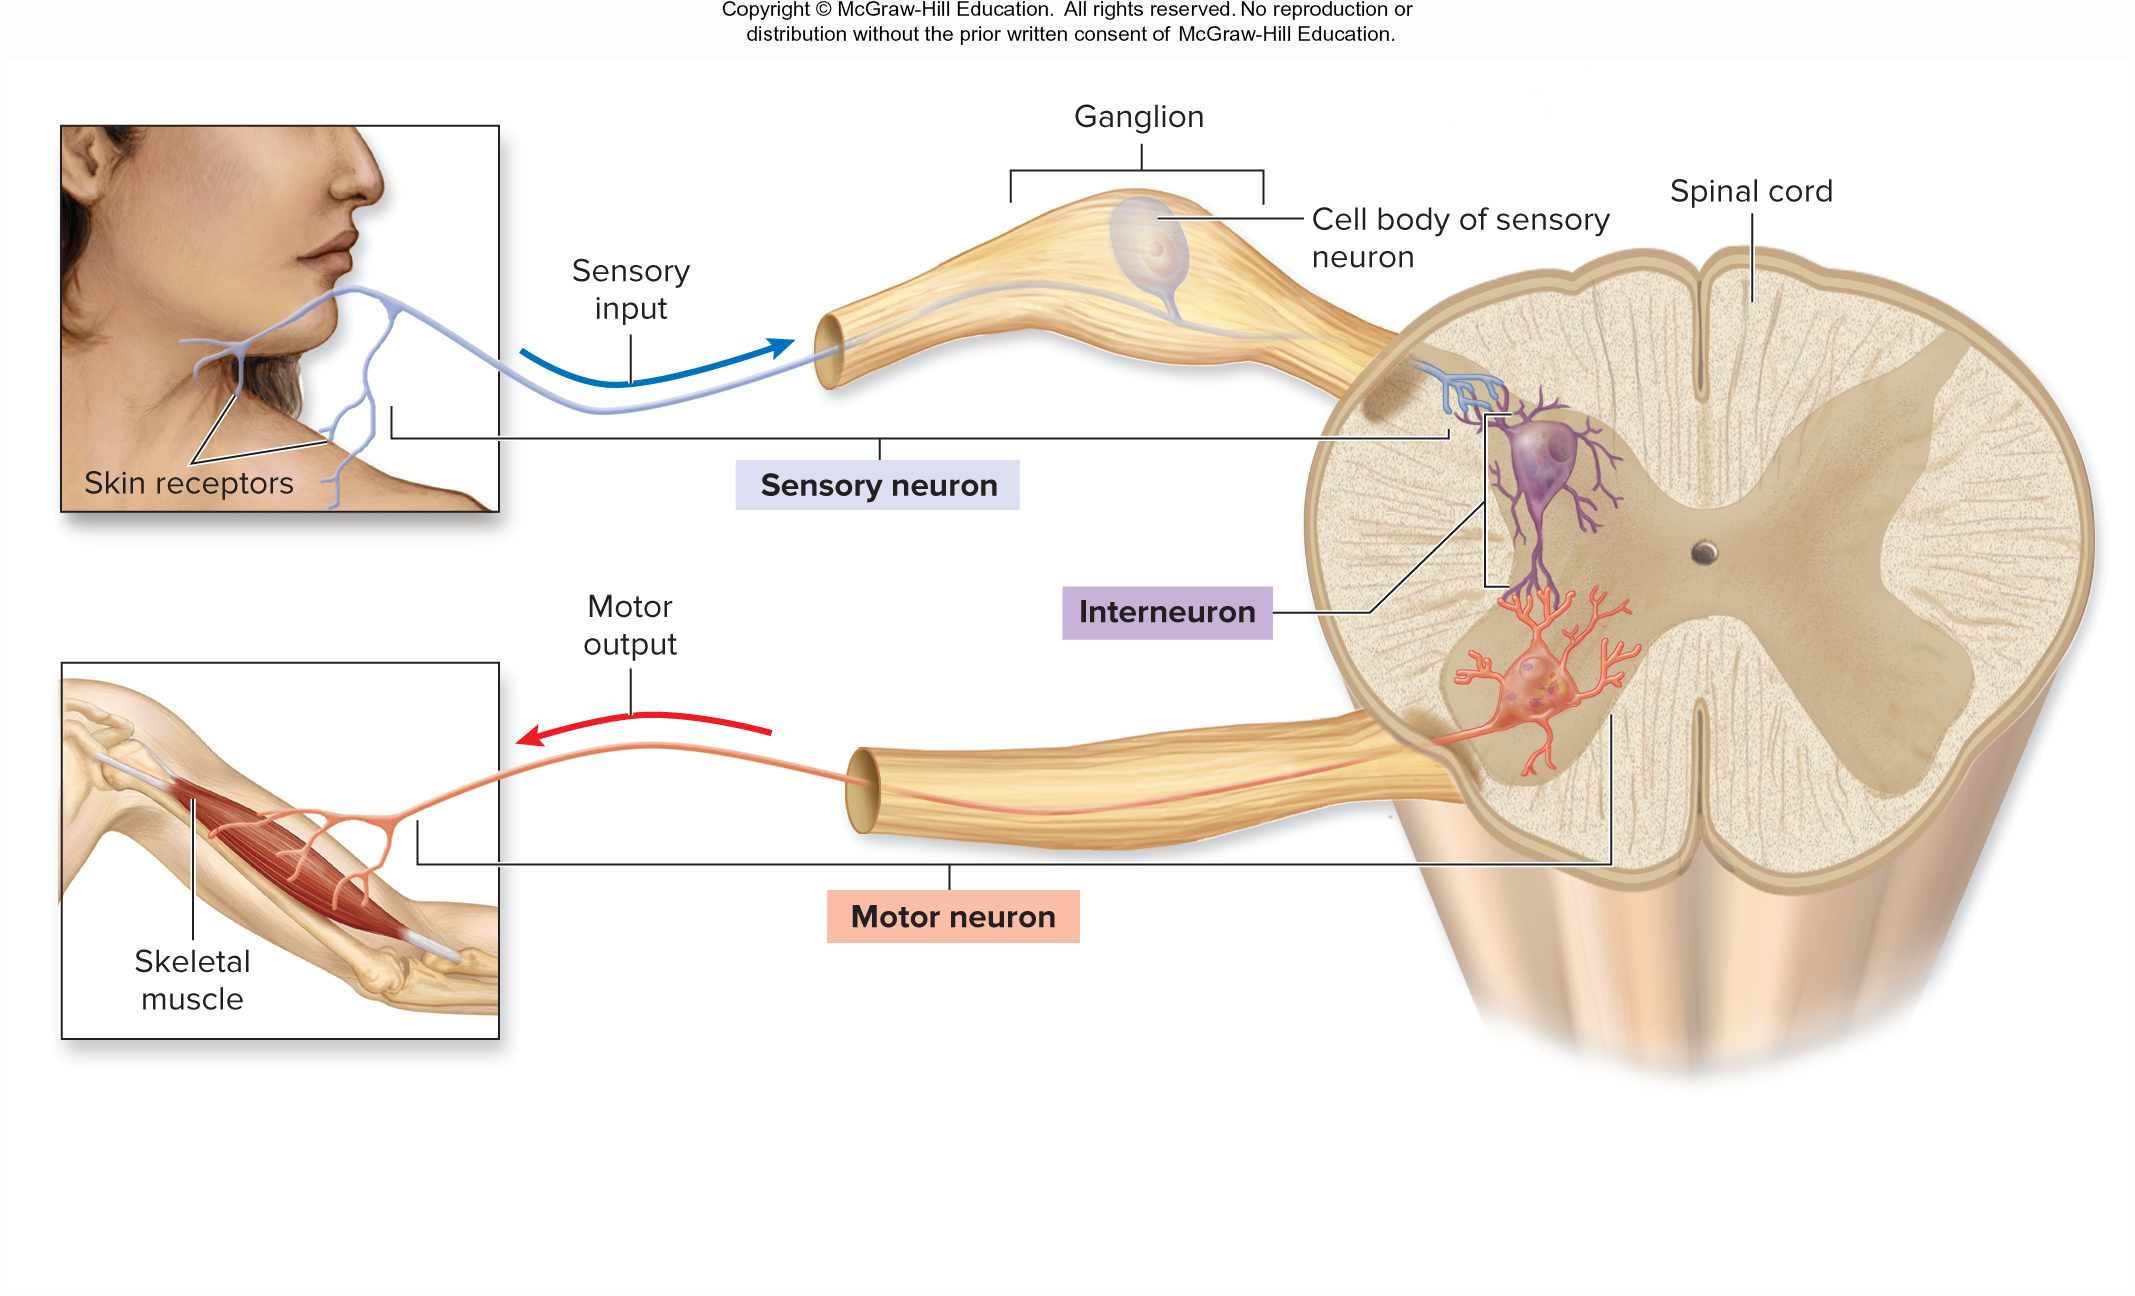 Copyright © McGraw-Hill Education. All rights reserved. No reproduction or
distribution without the prior written consent of McGraw-Hill Education.
Ganglion
Spinal cord
Cell body of sensory
neuron
Sensory
input
Skin receptors
Sensory neuron
Motor
output
Interneuron
Motor neuron
Skeletal
muscle